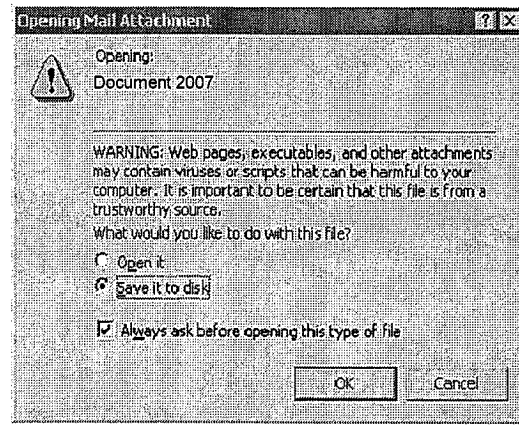 Opening Mail Attachment
Opening:
Document 2007
WARNING: Web pages, executables, and other attachments
may contain viruses or scripts that can be harmful to your
computer. It is important to be certain that this file is from a
trustworthy source.
What would you like to do with this file?
Open it
Save it to disk
Always ask before opening this type of file
OK
Cancel